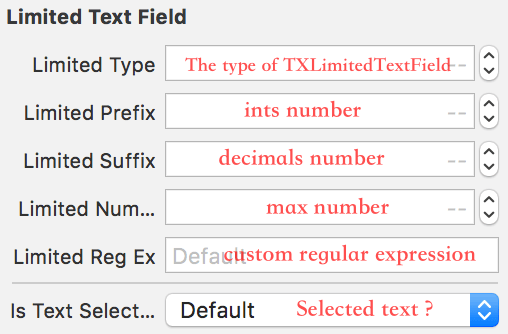 Limited Text Field
Limited Type The type of TXLimitedTextField --
Limited Prefix ints number --
Limited Suffix decimals number --
Limited Num... max number --
Limited Reg Ex Default custom regular expression
Is Text Select... Default Selected text ?